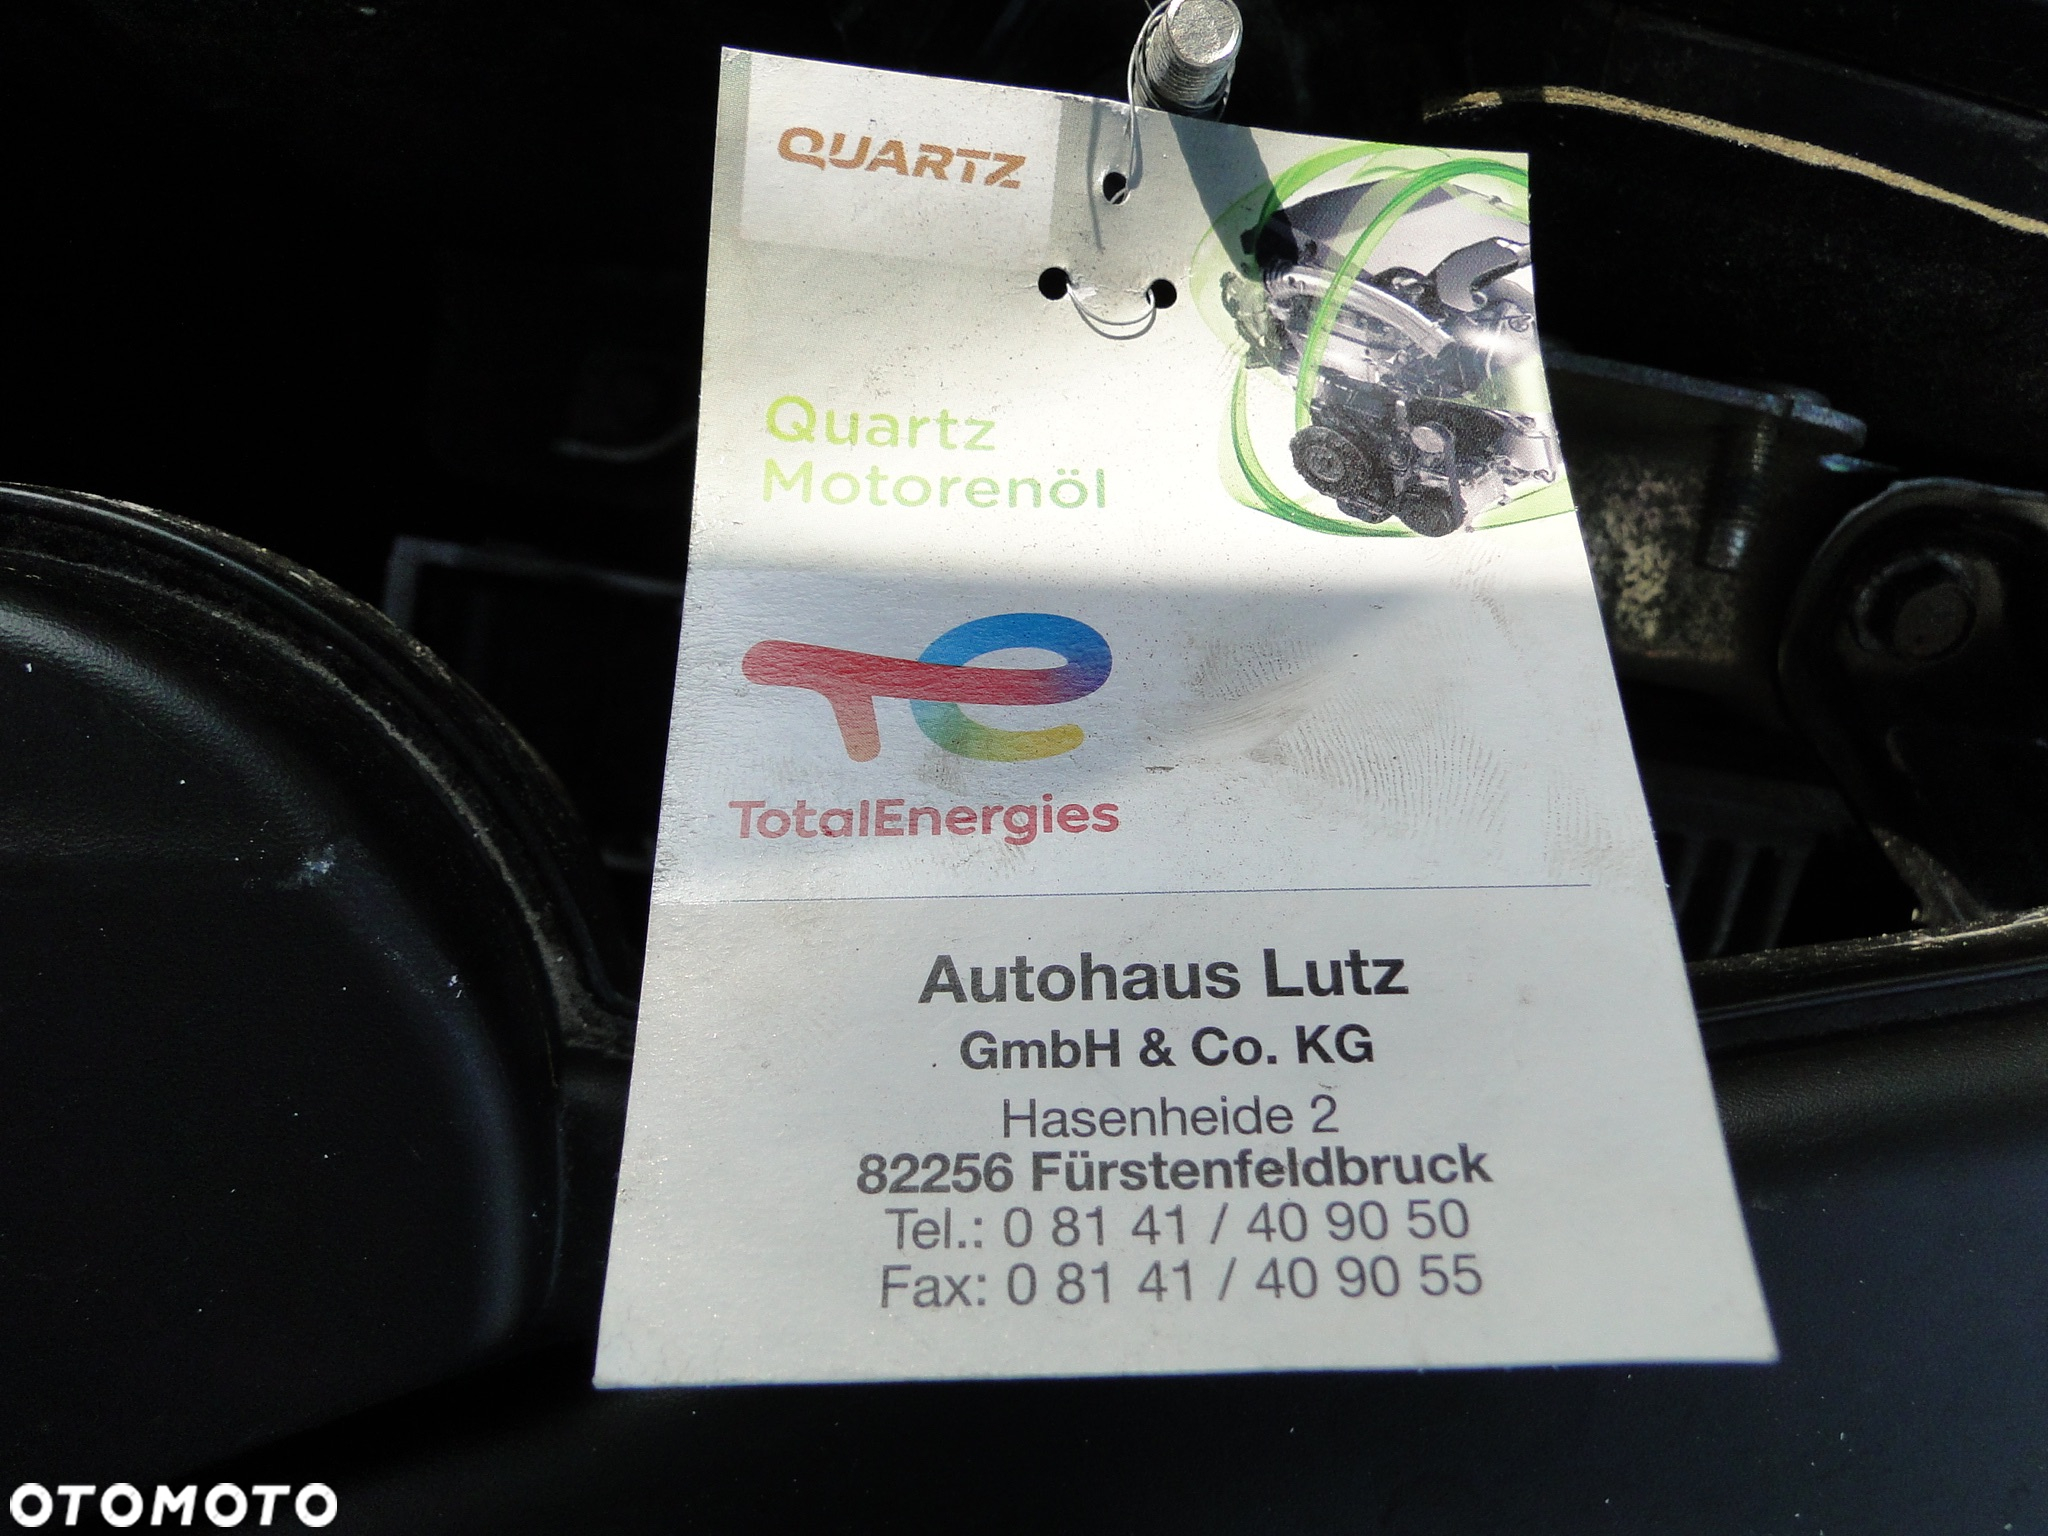 QUARTZ
Quartz
Motorenöl
TotalEnergies
Autohaus Lutz
GmbH & Co. KG
Hasenheide 2
82256 Fürstenfeldbruck
Tel.: 0 81 41 / 40 90 50
Fax: 0 81 41 / 40 90 55
OTOMOTO